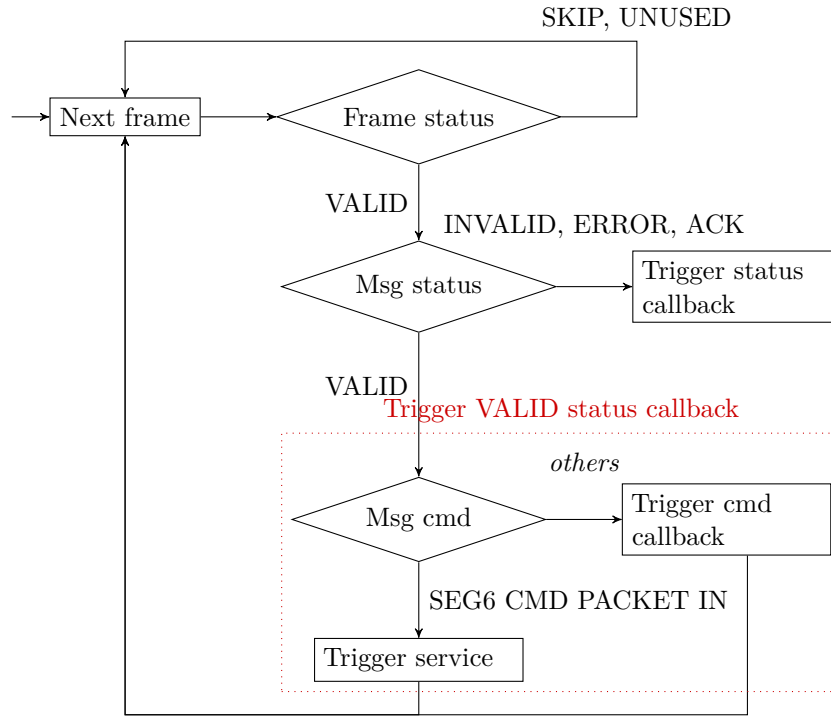 SKIP, UNUSED
Next frame
Frame status
VALID
INVALID, ERROR, ACK
Msg status
Trigger status
callback
VALID
Trigger VALID status callback
others
Msg cmd
Trigger cmd
callback
SEG6 CMD PACKET IN
Trigger service